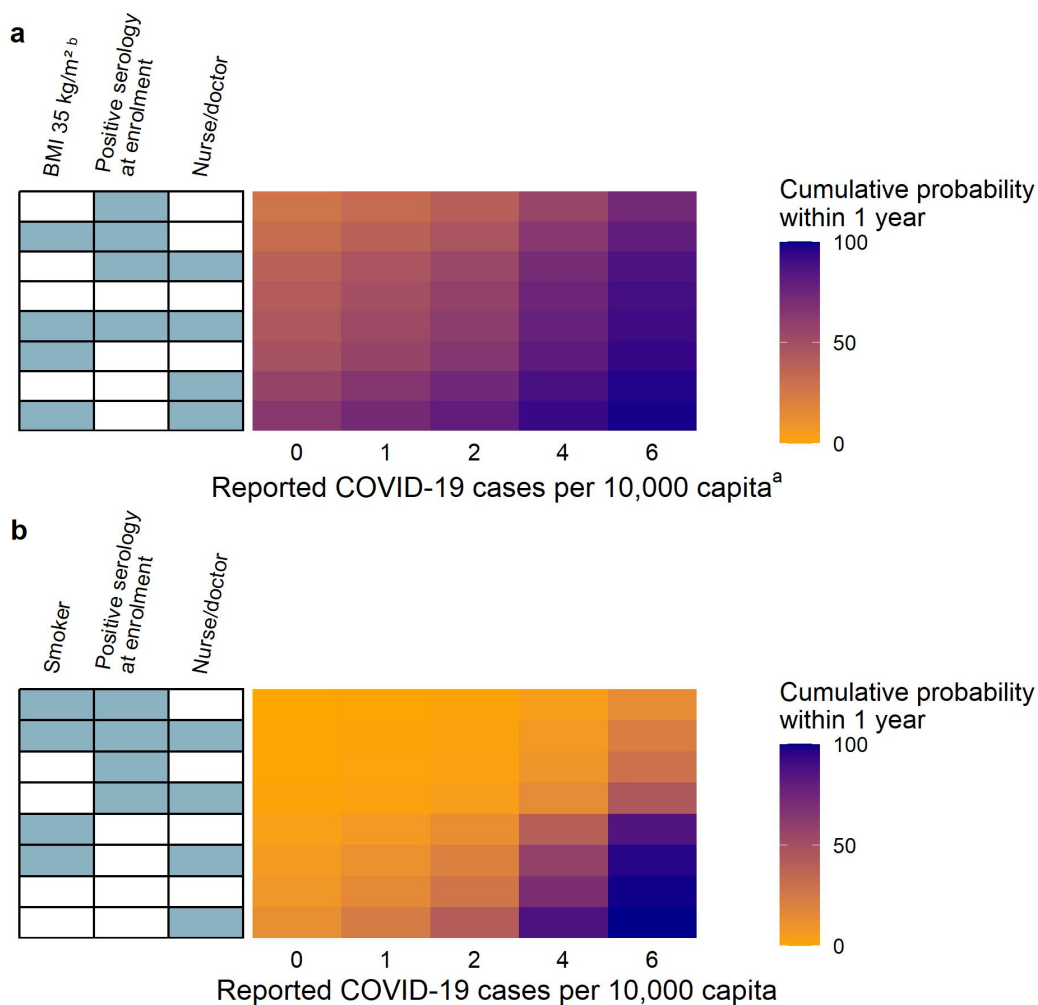 a
BMI 35 kg/m² ᵇ
Positive serology
at enrolment
Nurse/doctor
Cumulative probability
within 1 year
100
50
0
0 1 2 4 6
Reported COVID-19 cases per 10,000 capitaᵃ
b
Smoker
Positive serology
at enrolment
Nurse/doctor
Cumulative probability
within 1 year
100
50
0
0 1 2 4 6
Reported COVID-19 cases per 10,000 capita